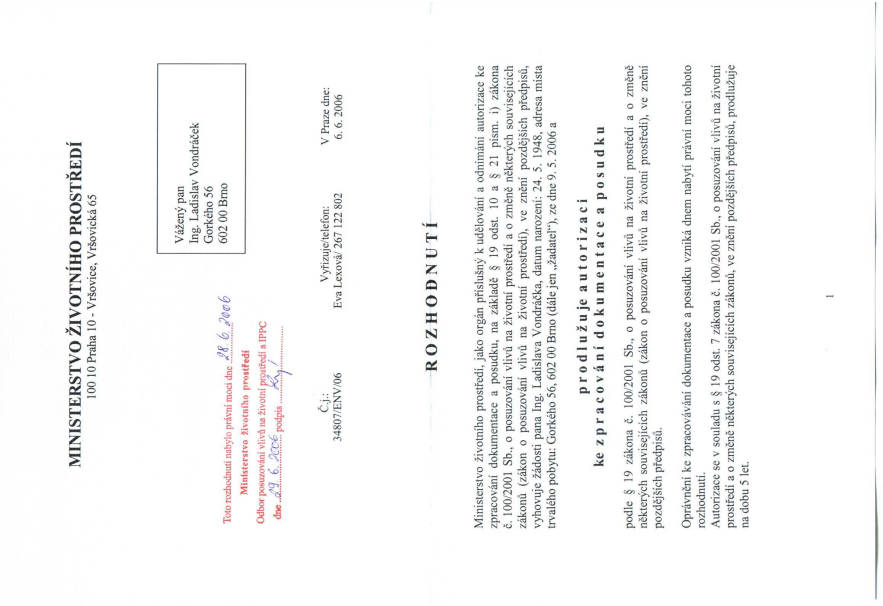 MINISTERSTVO ŽIVOTNÍHO PROSTŘEDÍ
100 10 Praha 10 - Vršovice, Vršovická 65
Vážený pan
Ing. Ladislav Vondráček
Gorkého 56
602 00 Brno
Toto rozhodnutí nabylo právní moci dne 28. 6. 2006
Ministerstvo životního prostředí
Odbor posuzování vlivů na životní prostředí a IPPC
dne 29. 6. 2006 podpis
Č.j.: Vyřizuje/telefon: V Praze dne:
34807/ENV/06 Eva Lexová/ 267 122 802 6. 6. 2006
ROZHODNUTÍ
Ministerstvo životního prostředí, jako orgán příslušný k udělování a odnímání autorizace ke
zpracování dokumentace a posudku, na základě § 19 odst. 10 a § 21 písm. i) zákona
č. 100/2001 Sb., o posuzování vlivů na životní prostředí a o změně některých souvisejících
zákonů (zákon o posuzování vlivů na životní prostředí), ve znění pozdějších předpisů,
vyhovuje žádosti pana Ing. Ladislava Vondráčka, datum narození: 24. 5. 1948, adresa místa
trvalého pobytu: Gorkého 56, 602 00 Brno (dále jen „žadatel“), ze dne 9. 5. 2006 a
prodlužuje autorizaci
ke zpracování dokumentace a posudku
podle § 19 zákona č. 100/2001 Sb., o posuzování vlivů na životní prostředí a o změně
některých souvisejících zákonů (zákon o posuzování vlivů na životní prostředí), ve znění
pozdějších předpisů.
Oprávnění ke zpracovávání dokumentace a posudku vzniká dnem nabytí právní moci tohoto
rozhodnutí.
Autorizace se v souladu s § 19 odst. 7 zákona č. 100/2001 Sb., o posuzování vlivů na životní
prostředí a o změně některých souvisejících zákonů, ve znění pozdějších předpisů, prodlužuje
na dobu 5 let.
1